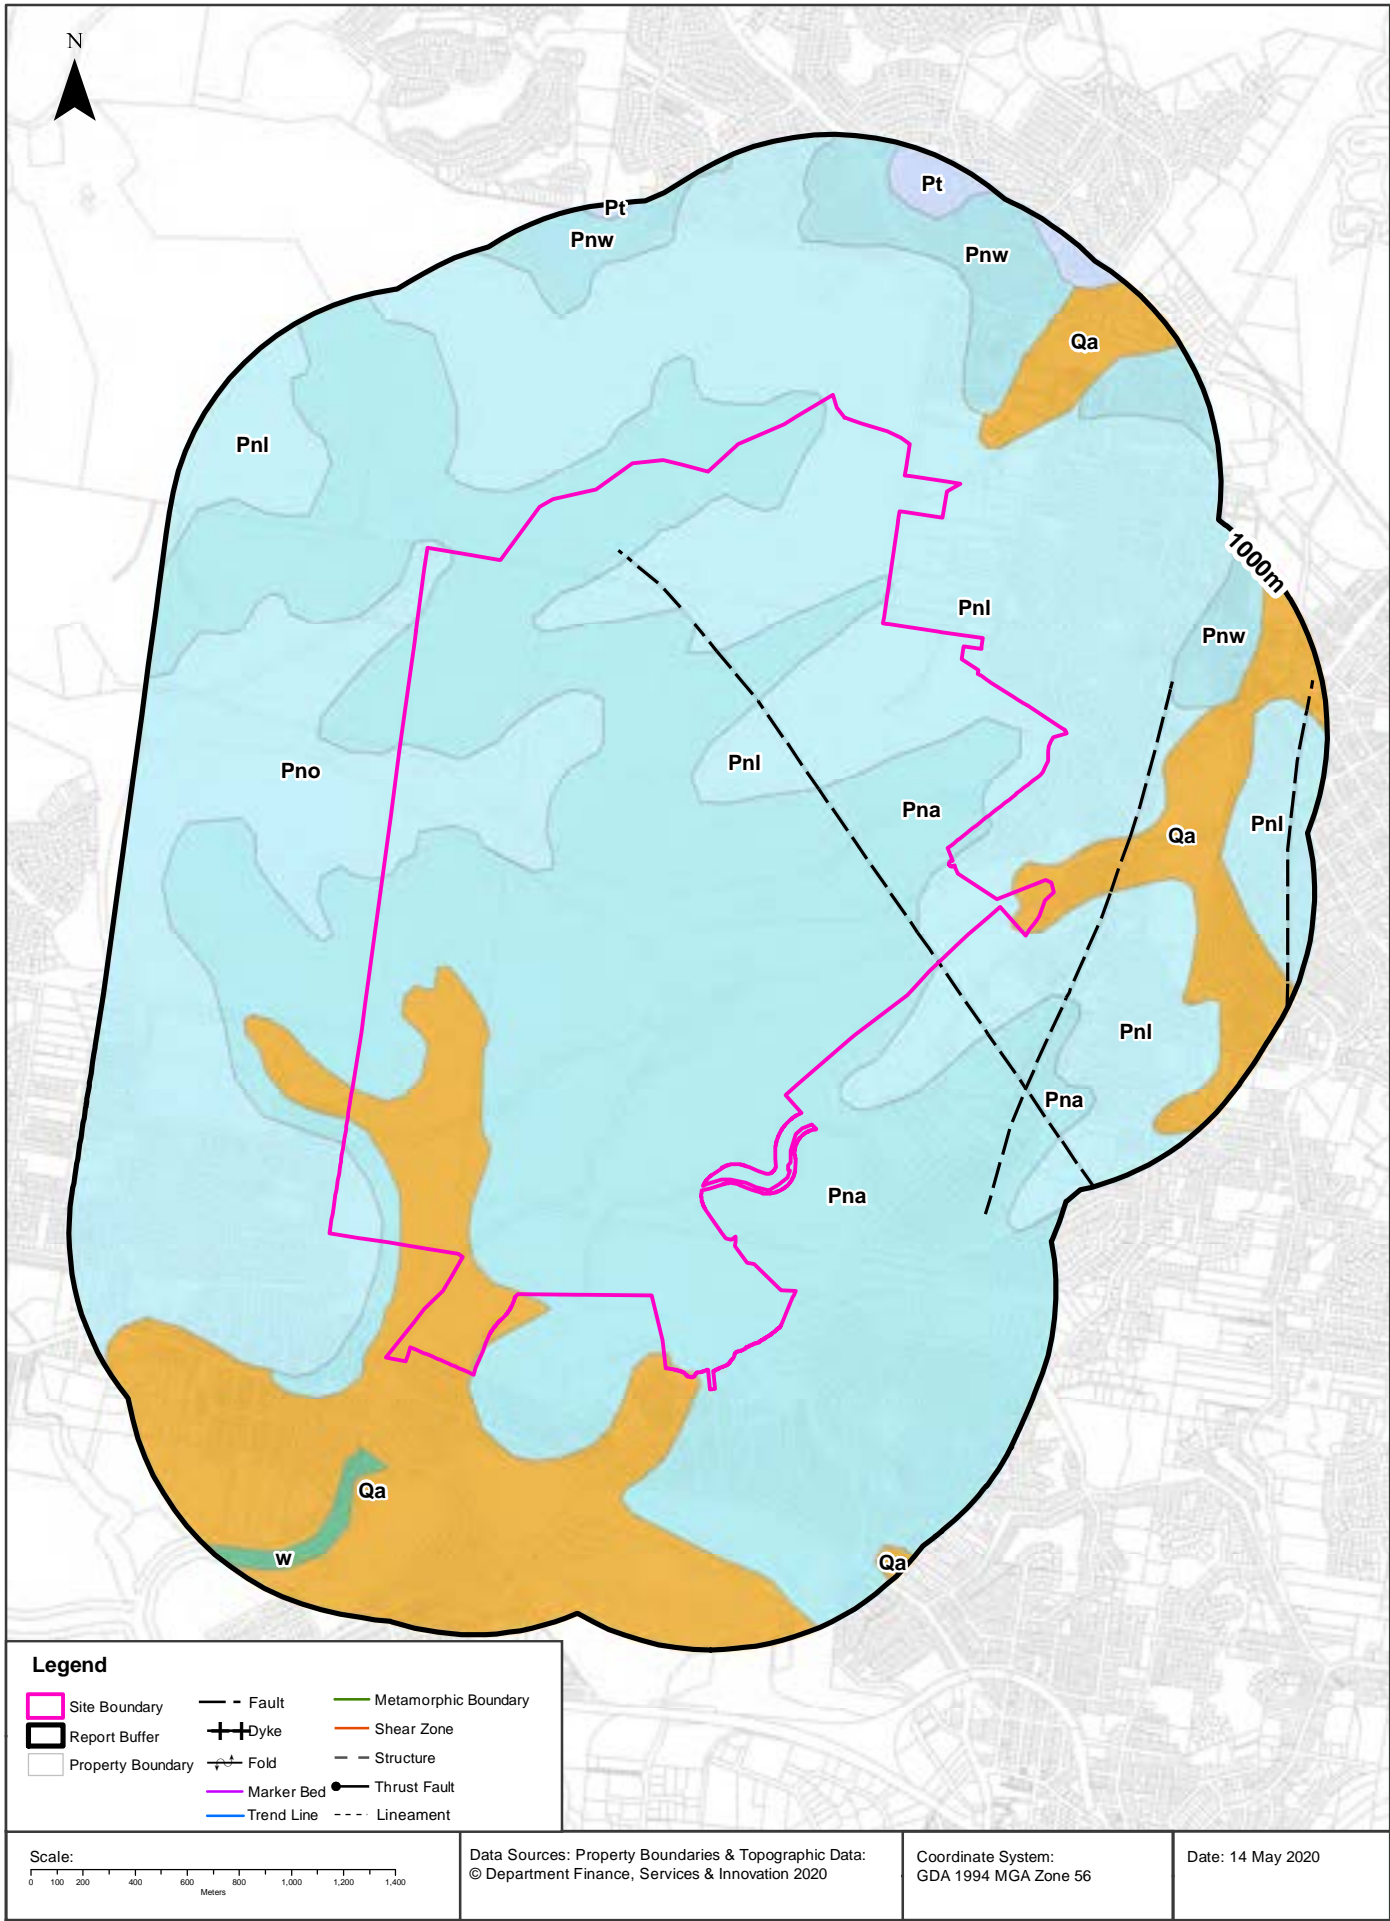 N
Pt
Pt
Pnw
Pnw
Qa
Pnl
1000m
Pnl
Pnw
Pnl
Pno
Pna
Pnl
Qa
Pnl
Pna
Pna
Qa
w
Qa
Legend
Site Boundary
Report Buffer
Property Boundary
Fault
Dyke
Fold
Marker Bed
Trend Line
Metamorphic Boundary
Shear Zone
Structure
Thrust Fault
Lineament
Scale:
0 100 200 400 600 800 1,000 1,200 1,400
Meters
Data Sources: Property Boundaries & Topographic Data:
© Department Finance, Services & Innovation 2020
Coordinate System:
GDA 1994 MGA Zone 56
Date: 14 May 2020